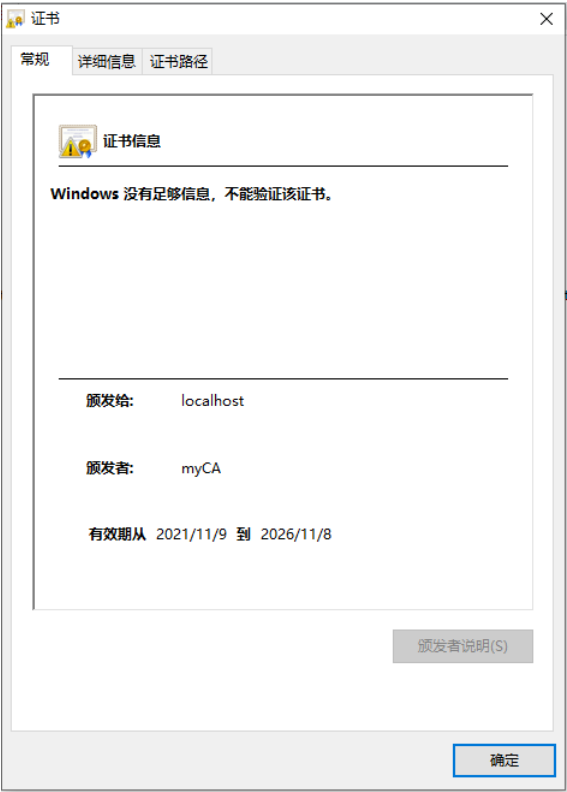 证书
常规 详细信息 证书路径
证书信息
Windows 没有足够信息，不能验证该证书。
颁发给: localhost
颁发者: myCA
有效期从 2021/11/9 到 2026/11/8
颁发者说明(S)
确定